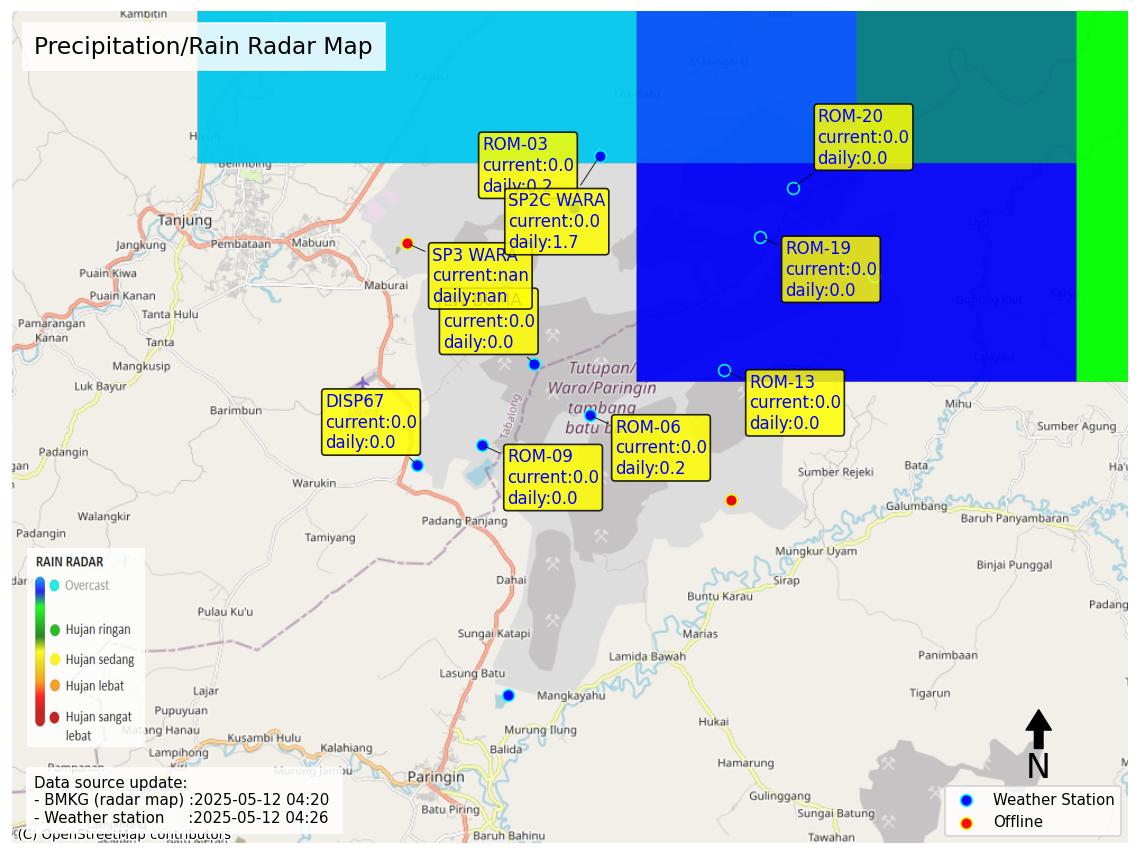 Kambitin
Precipitation/Rain Radar Map
ROM-20
current:0.0
daily:0.0
ROM-03
current:0.0
daily:0.2
SP2C WARA
current:0.0
daily:1.7
Belimbing
Tanjung
Jangkung
Pembataan
Mabuun
ROM-19
current:0.0
daily:0.0
SP3 WARA
current:nan
daily:nan
current:0.0
daily:0.0
Puain Kiwa
Maburai
Puain Kanan
Tanta Hulu
Pamarangan
Kanan
Tanta
Mangkusip
Luk Bayur
Barimbun
Tabalong
Tutupan/
Wara/Paringin
tambang
batu b
ROM-13
current:0.0
daily:0.0
DISP67
current:0.0
daily:0.0
ROM-06
current:0.0
daily:0.2
ROM-09
current:0.0
daily:0.0
Mihu
Sumber Agung
Bata
Sumber Rejeki
Padangin
Warukin
Galumbang
Baruh Panyambaran
Walangkir
Padang Panjang
Padangin
Tamiyang
Mungkur Uyam
Binjai Punggal
Dahai
Sirap
Buntu Karau
Padang
Pulau Ku'u
Sungai Katapi
Marias
Lamida Bawah
Panimbaan
Lasung Batu
Lajar
Mangkayahu
Tigarun
Pupuyuan
Matang Hanau
Murung Ilung
Hukai
Lampihong
Kusambi Hulu
Kalahiang
Balida
Hamarung
Murung Jambu
Paringin
Batu Piring
Gulinggang
Sungai Batung
Baruh Bahinu
Tawahan
RAIN RADAR
Overcast
Hujan ringan
Hujan sedang
Hujan lebat
Hujan sangat
lebat
Data source update:
- BMKG (radar map) :2025-05-12 04:20
- Weather station :2025-05-12 04:26
(C) OpenStreetMap contributors
N
Weather Station
Offline